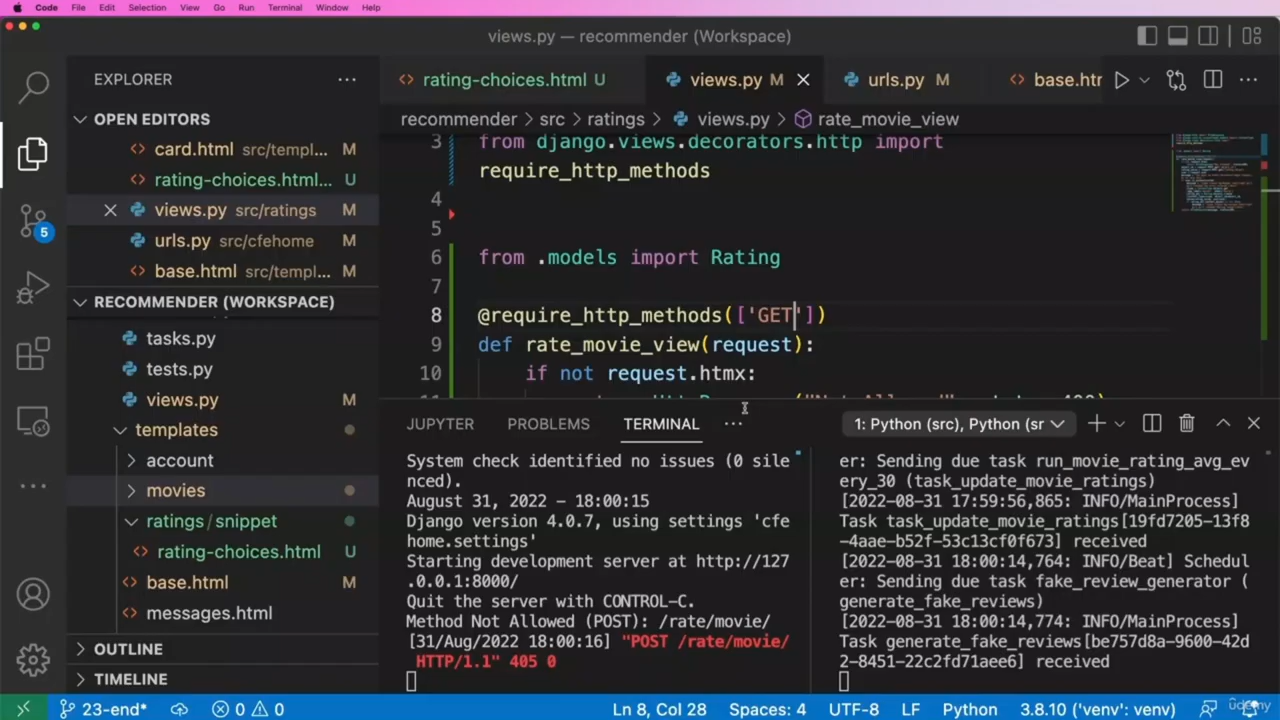 Code File Edit Selection View Go Run Terminal Window Help
views.py — recommender (Workspace)
EXPLORER
OPEN EDITORS
card.html src/templ... M
rating-choices.html... U
views.py src/ratings M
urls.py src/cfehome M
base.html src/templ... M
5
RECOMMENDER (WORKSPACE)
tasks.py
tests.py
views.py M
templates
account
movies
ratings/snippet
rating-choices.html U
base.html M
messages.html
OUTLINE
TIMELINE
rating-choices.html U views.py M urls.py M base.htm
recommender > src > ratings > views.py > rate_movie_view
3 from django.views.decorators.http import
require_http_methods
4
5
6 from .models import Rating
7
8 @require_http_methods(['GET'])
9 def rate_movie_view(request):
10 if not request.htmx:
JUPYTER PROBLEMS TERMINAL 1: Python (src), Python (sr
System check identified no issues (0 sile
nced).
August 31, 2022 - 18:00:15
Django version 4.0.7, using settings 'cfe
home.settings'
Starting development server at http://127
.0.0.1:8000/
Quit the server with CONTROL-C.
Method Not Allowed (POST): /rate/movie/
[31/Aug/2022 18:00:16] "POST /rate/movie/
HTTP/1.1" 405 0
er: Sending due task run_movie_rating_avg_ev
ery_30 (task_update_movie_ratings)
[2022-08-31 17:59:56,865: INFO/MainProcess]
Task task_update_movie_ratings[19fd7205-13f8
-4aae-b52f-53c13cf0f673] received
[2022-08-31 18:00:14,764: INFO/Beat] Schedul
er: Sending due task fake_review_generator (
generate_fake_reviews)
[2022-08-31 18:00:14,774: INFO/MainProcess]
Task generate_fake_reviews[be757d8a-9600-42d
2-8451-22c2fd71aee6] received
23-end* 0 0 Ln 8, Col 28 Spaces: 4 UTF-8 LF Python 3.8.10 ('venv': venv)
udemy